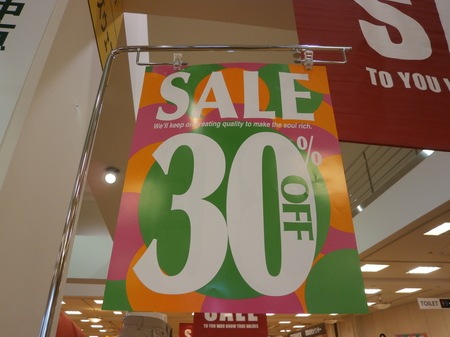 SALE
We'll keep on creating quality to make the soul rich.
30
%
OFF
S
TO YOU
SALE
TOILET